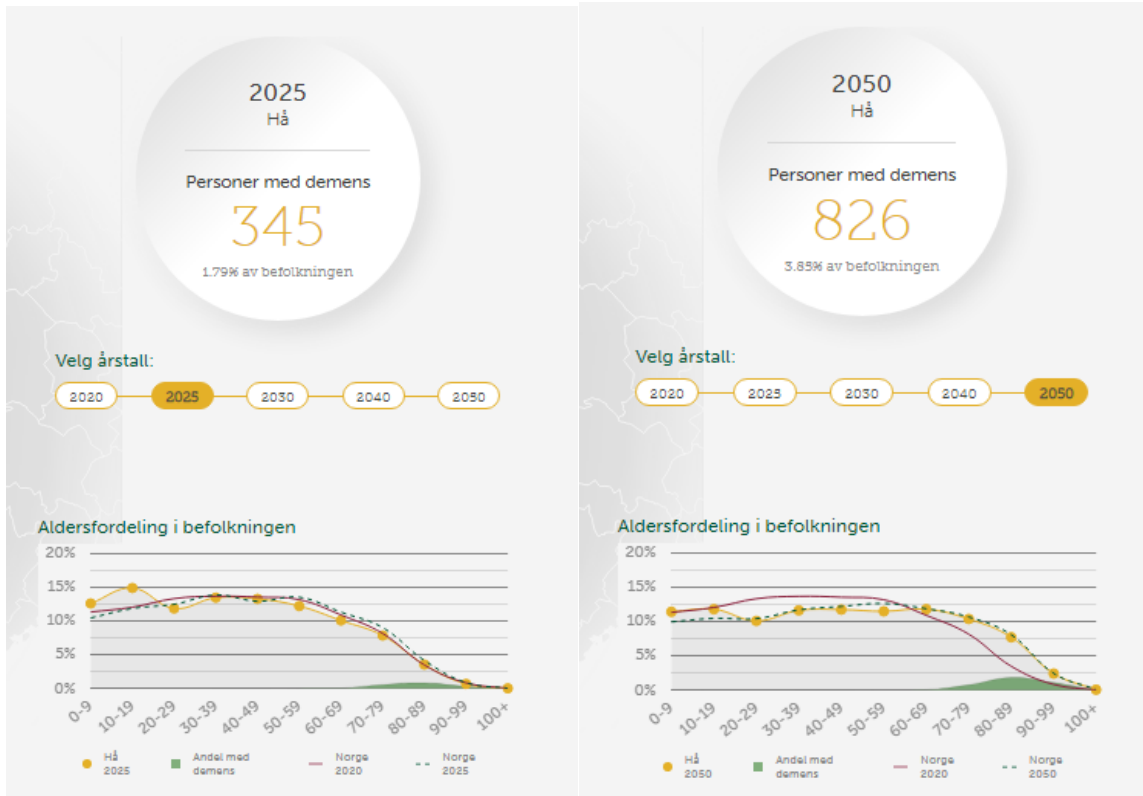 2025
Hå
Personer med demens
345
1.79% av befolkningen
Velg årstall:
2020 2025 2030 2040 2050
Aldersfordeling i befolkningen
20%
15%
10%
5%
0%
0-9 10-19 20-29 30-39 40-49 50-59 60-69 70-79 80-89 90-99 100+
Hå 2025
Andel med demens
Norge 2020
Norge 2025
2050
Hå
Personer med demens
826
3.85% av befolkningen
Velg årstall:
2020 2025 2030 2040 2050
Aldersfordeling i befolkningen
20%
15%
10%
5%
0%
0-9 10-19 20-29 30-39 40-49 50-59 60-69 70-79 80-89 90-99 100+
Hå 2050
Andel med demens
Norge 2020
Norge 2050